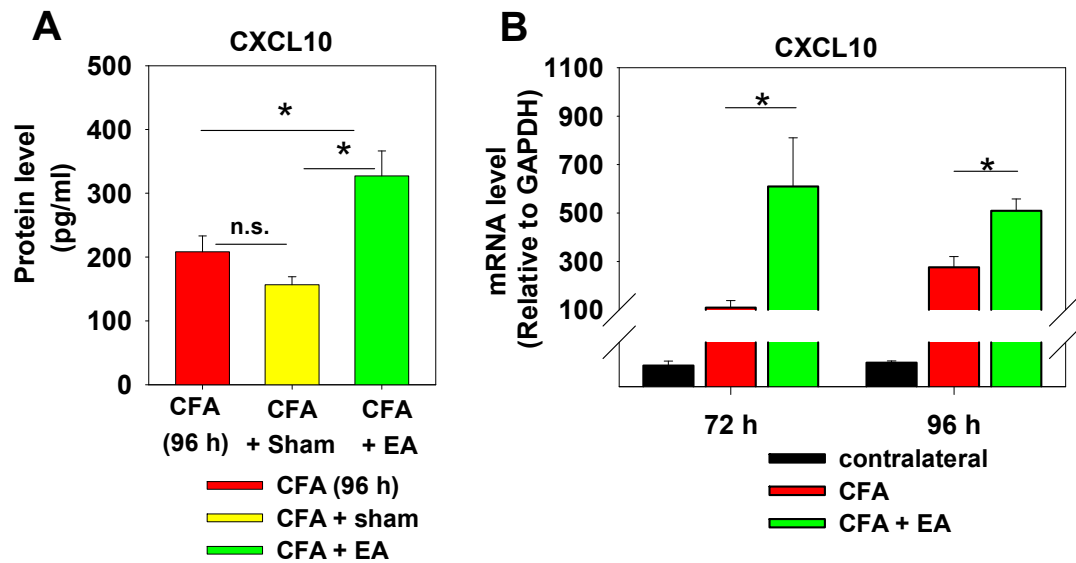 A
CXCL10
Protein level
(pg/ml)
500
400
300
200
100
0
*
*
n.s.
CFA
(96 h)
CFA
+ Sham
CFA
+ EA
CFA (96 h)
CFA + sham
CFA + EA
B
CXCL10
mRNA level
(Relative to GAPDH)
1100
900
700
500
300
100
*
*
72 h
96 h
contralateral
CFA
CFA + EA